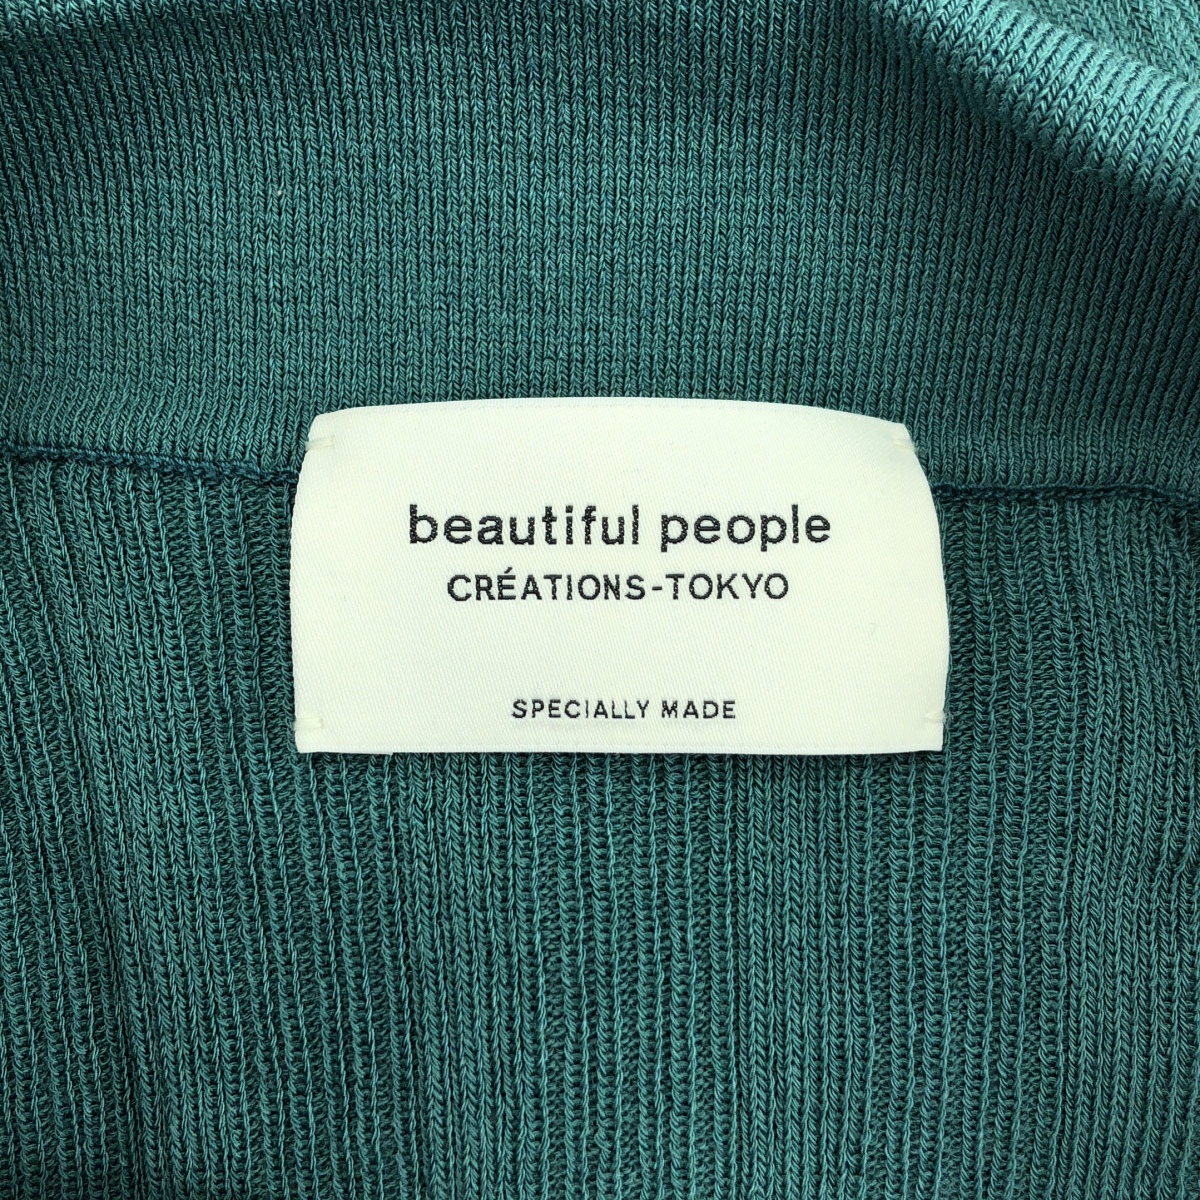 beautiful people
CRÉATIONS-TOKYO
SPECIALLY MADE